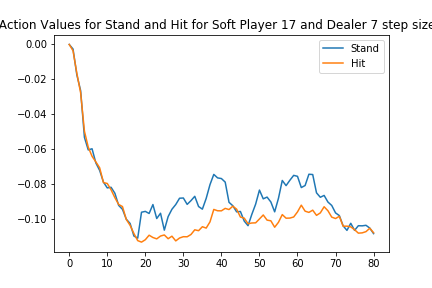 Action Values for Stand and Hit for Soft Player 17 and Dealer 7 step size
0.00
−0.02
−0.04
−0.06
−0.08
−0.10
0 10 20 30 40 50 60 70 80
Stand
Hit